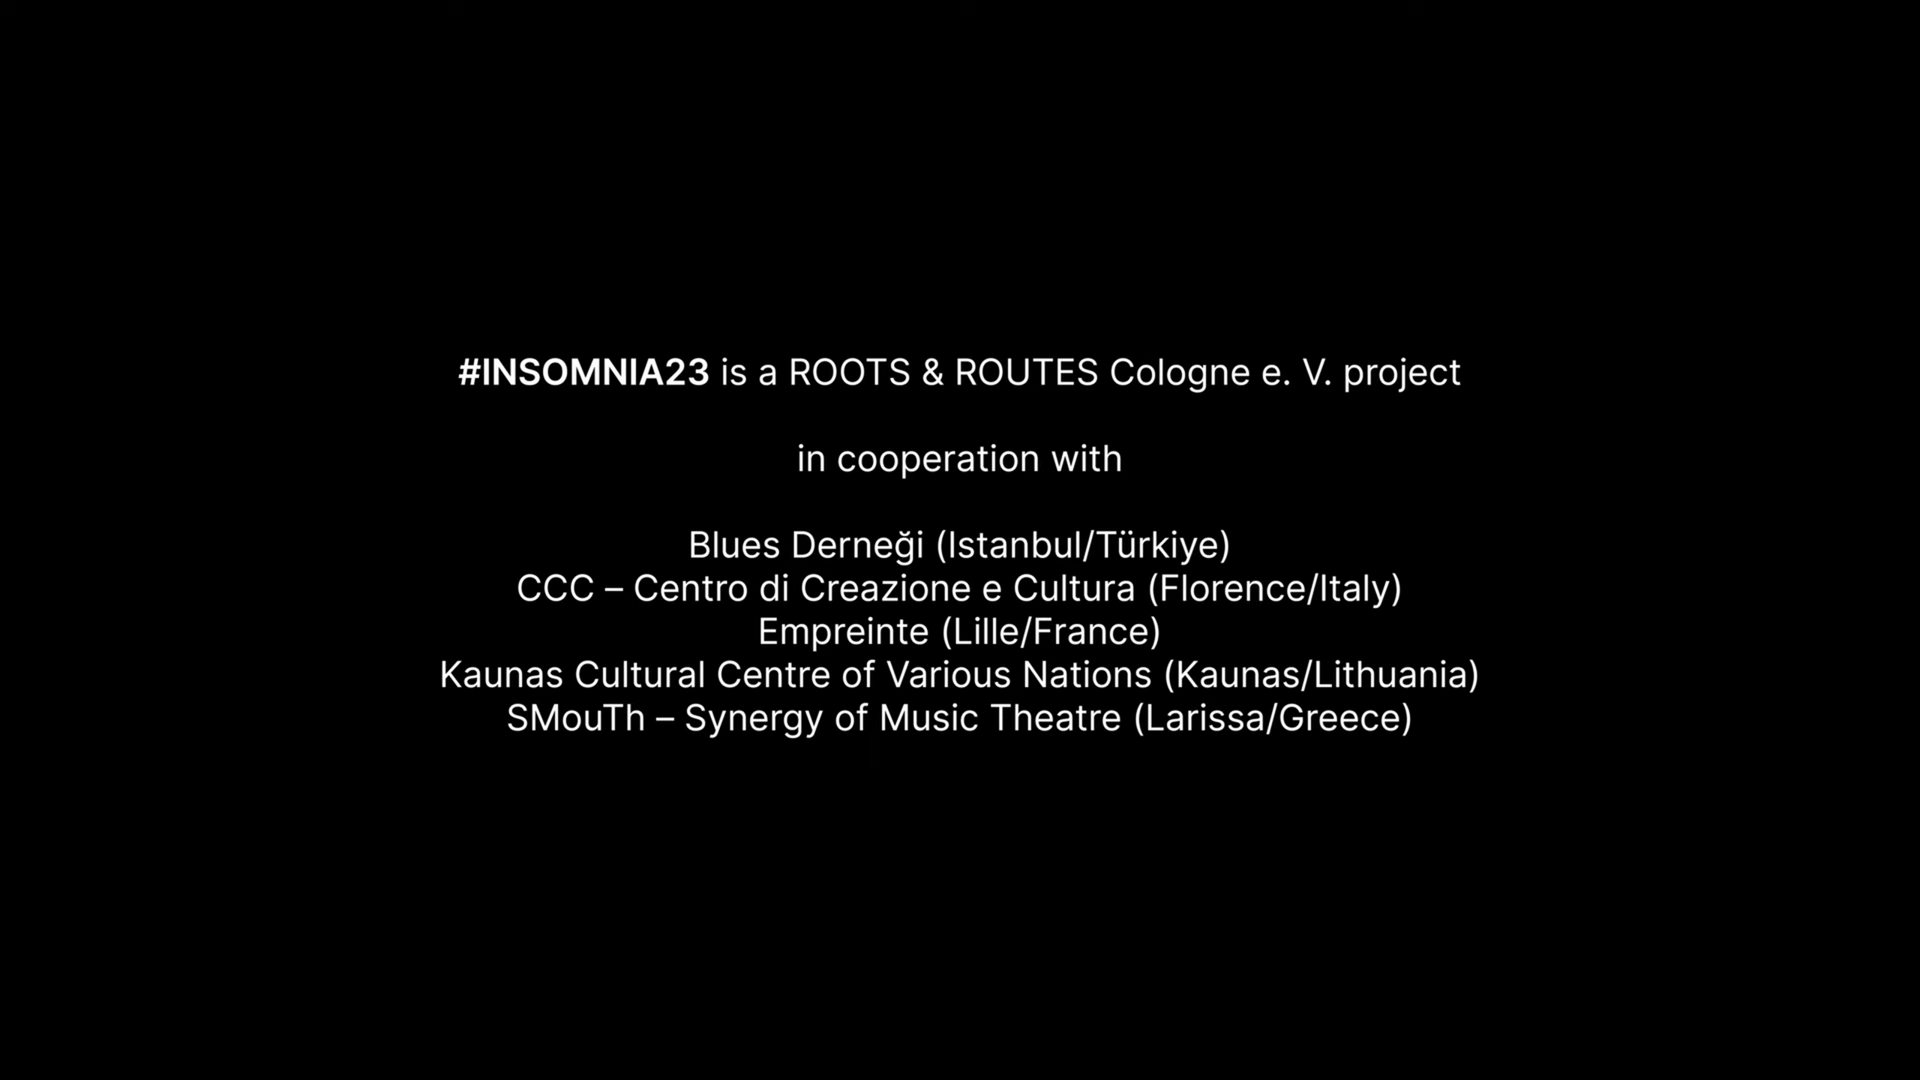 #INSOMNIA23 is a ROOTS & ROUTES Cologne e. V. project
in cooperation with
Blues Derneği (Istanbul/Türkiye)
CCC – Centro di Creazione e Cultura (Florence/Italy)
Empreinte (Lille/France)
Kaunas Cultural Centre of Various Nations (Kaunas/Lithuania)
SMouTh – Synergy of Music Theatre (Larissa/Greece)